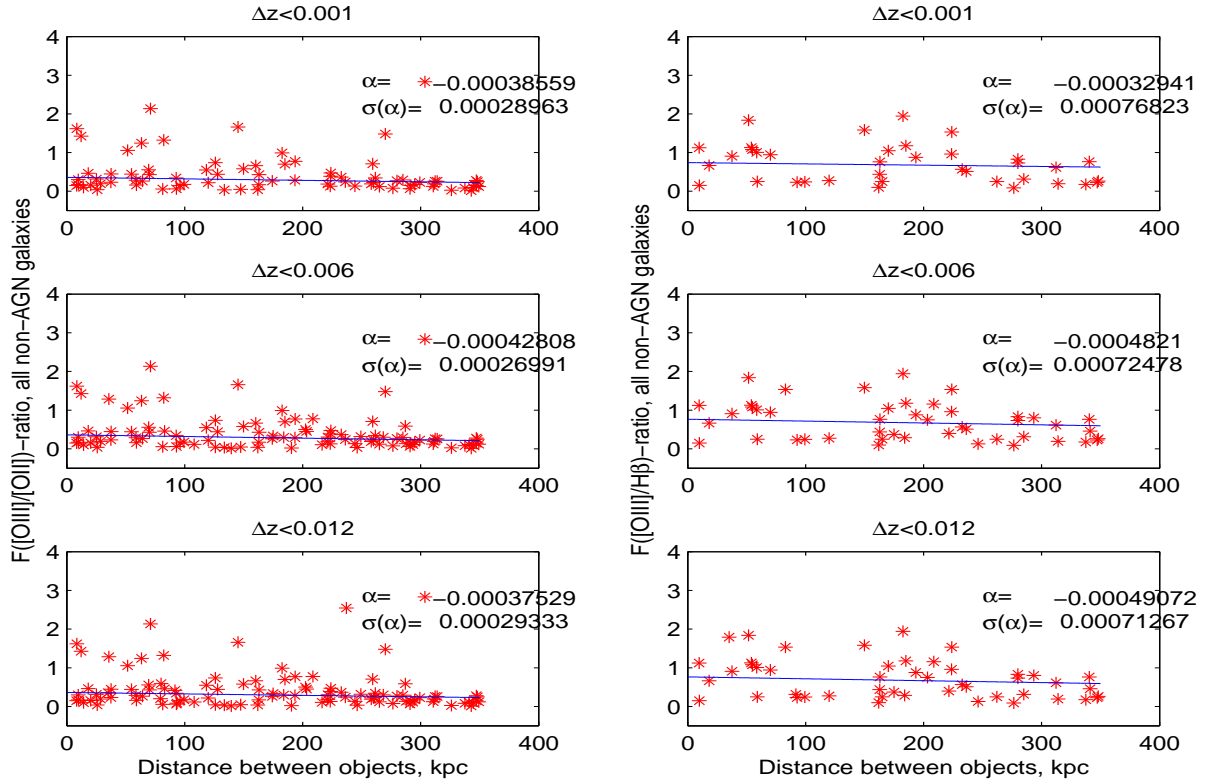 Δz<0.001
4
3
2
1
0
0 100 200 300 400
α= −0.00038559
σ(α)= 0.00028963
Δz<0.006
4
3
2
1
0
0 100 200 300 400
α= −0.00042808
σ(α)= 0.00026991
Δz<0.012
4
3
2
1
0
0 100 200 300 400
α= −0.00037529
σ(α)= 0.00029333
Distance between objects, kpc
F([OIII]/[OII])−ratio, all non−AGN galaxies
Δz<0.001
4
3
2
1
0
0 100 200 300 400
α= −0.00032941
σ(α)= 0.00076823
Δz<0.006
4
3
2
1
0
0 100 200 300 400
α= −0.0004821
σ(α)= 0.00072478
Δz<0.012
4
3
2
1
0
0 100 200 300 400
α= −0.00049072
σ(α)= 0.00071267
Distance between objects, kpc
F([OIII]/Hβ)−ratio, all non−AGN galaxies